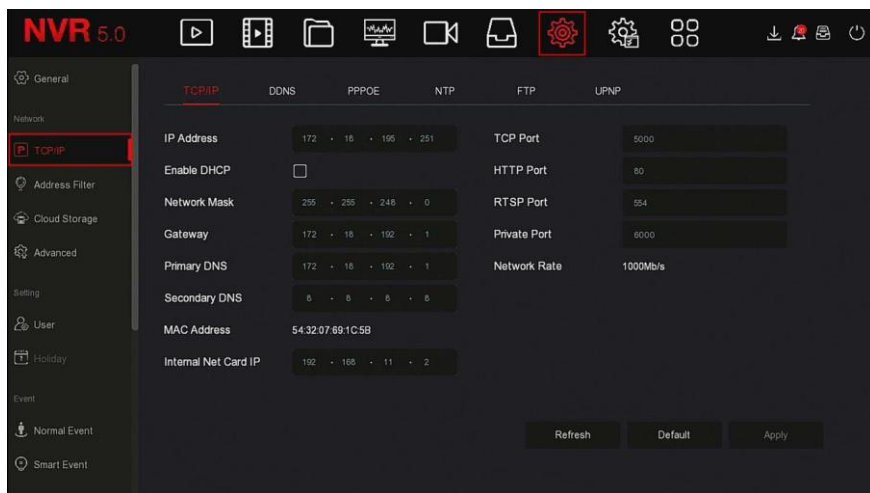 NVR 5.0
General
Network
TCP/IP
Address Filter
Cloud Storage
Advanced
Setting
User
Holiday
Event
Normal Event
Smart Event
TCP/IP DDNS PPPOE NTP FTP UPNP
IP Address 172 . 18 . 195 . 251 TCP Port 5000
Enable DHCP HTTP Port 80
Network Mask 255 . 255 . 248 . 0 RTSP Port 554
Gateway 172 . 18 . 192 . 1 Private Port 6000
Primary DNS 172 . 18 . 192 . 1 Network Rate 1000Mb/s
Secondary DNS 8 . 8 . 8 . 8
MAC Address 54:32:07:69:1C:5B
Internal Net Card IP 192 . 168 . 11 . 2
Refresh Default Apply